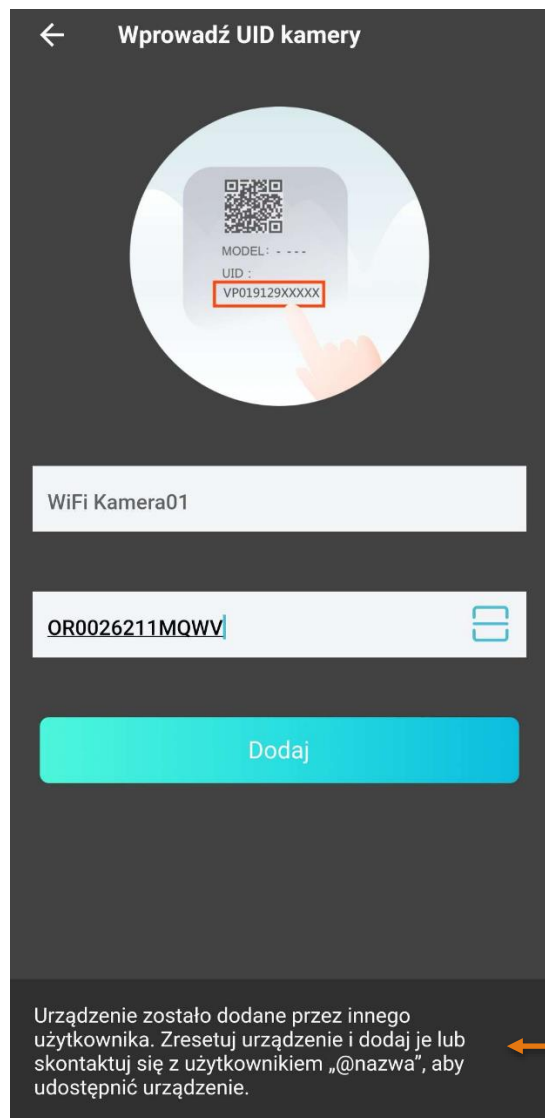 Wprowadź UID kamery
MODEL: - ---
UID :
VP019129XXXXX
WiFi Kamera01
OR0026211MQWV
Dodaj
Urządzenie zostało dodane przez innego
użytkownika. Zresetuj urządzenie i dodaj je lub
skontaktuj się z użytkownikiem „@nazwa”, aby
udostępnić urządzenie.